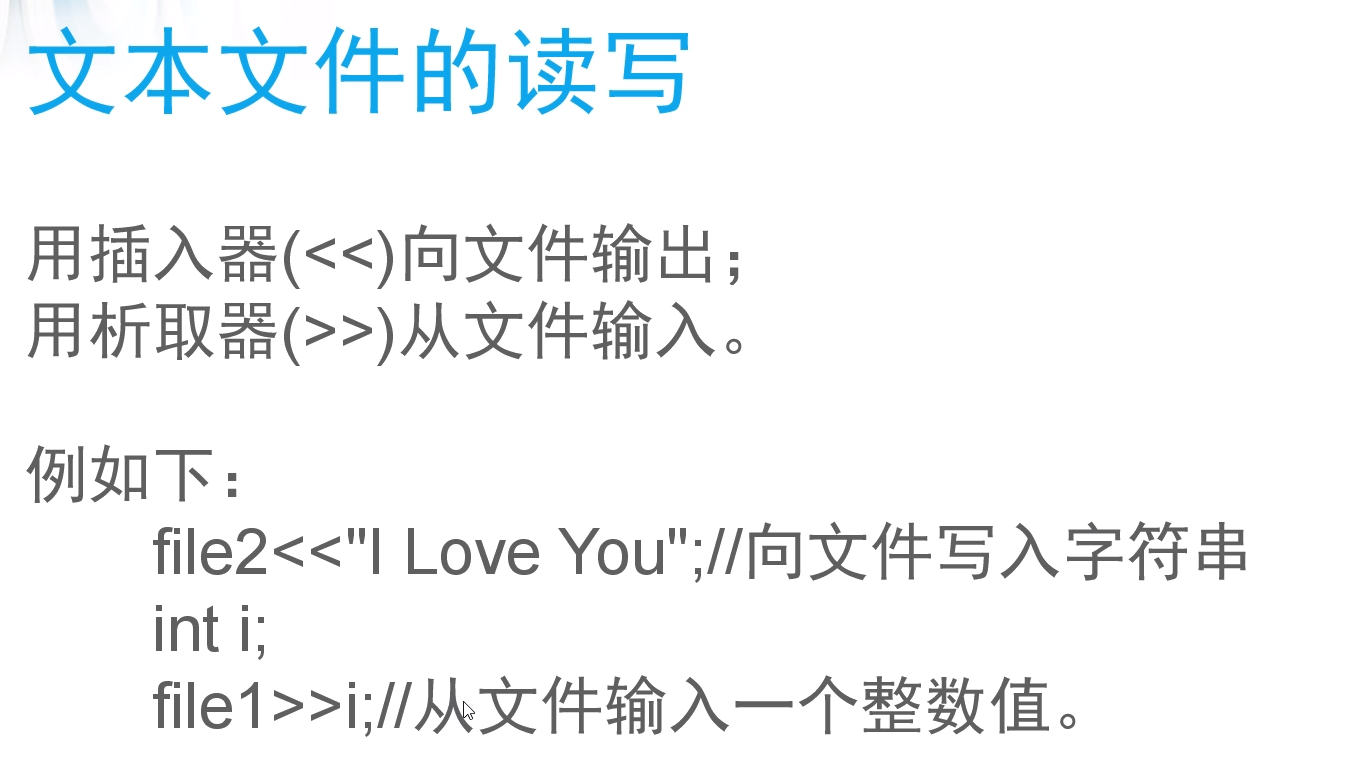 文本文件的读写
用插入器(<<)向文件输出；
用析取器(>>)从文件输入。
例如下：
file2<<"I Love You";//向文件写入字符串
int i;
file1>>i;//从文件输入一个整数值。